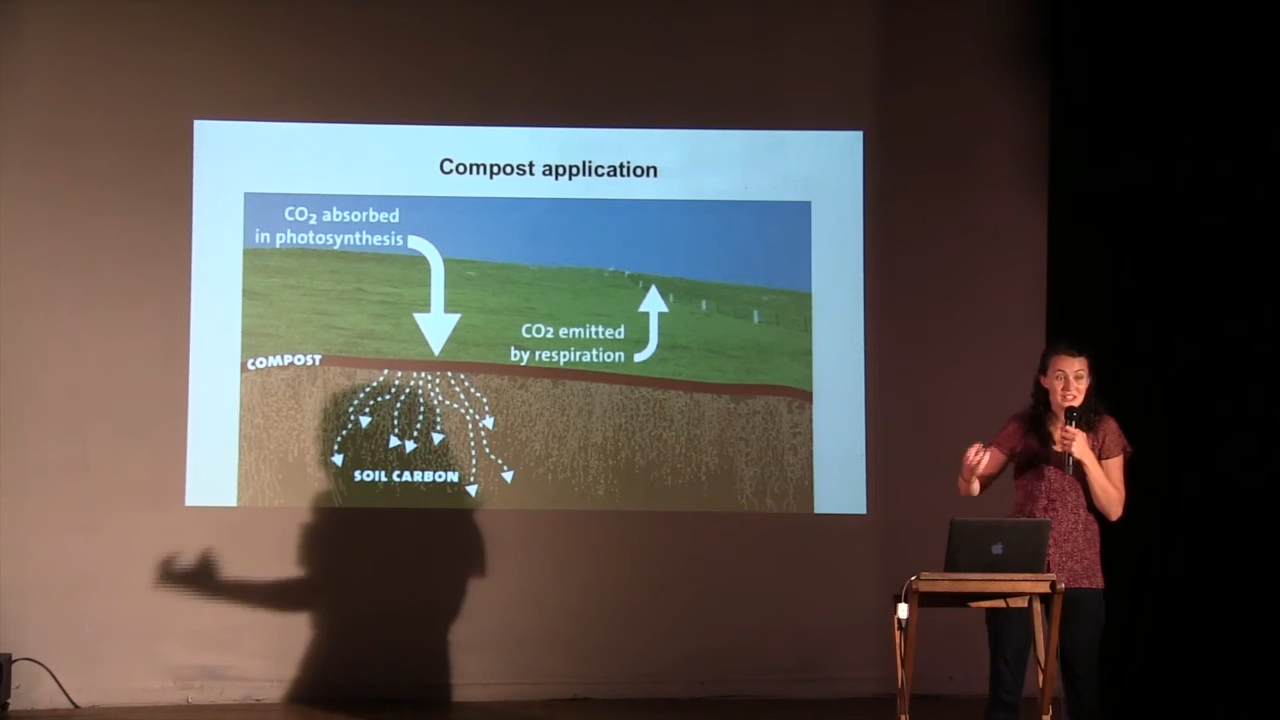 Compost application
CO₂ absorbed
in photosynthesis
CO2 emitted
by respiration
COMPOST
SOIL CARBON